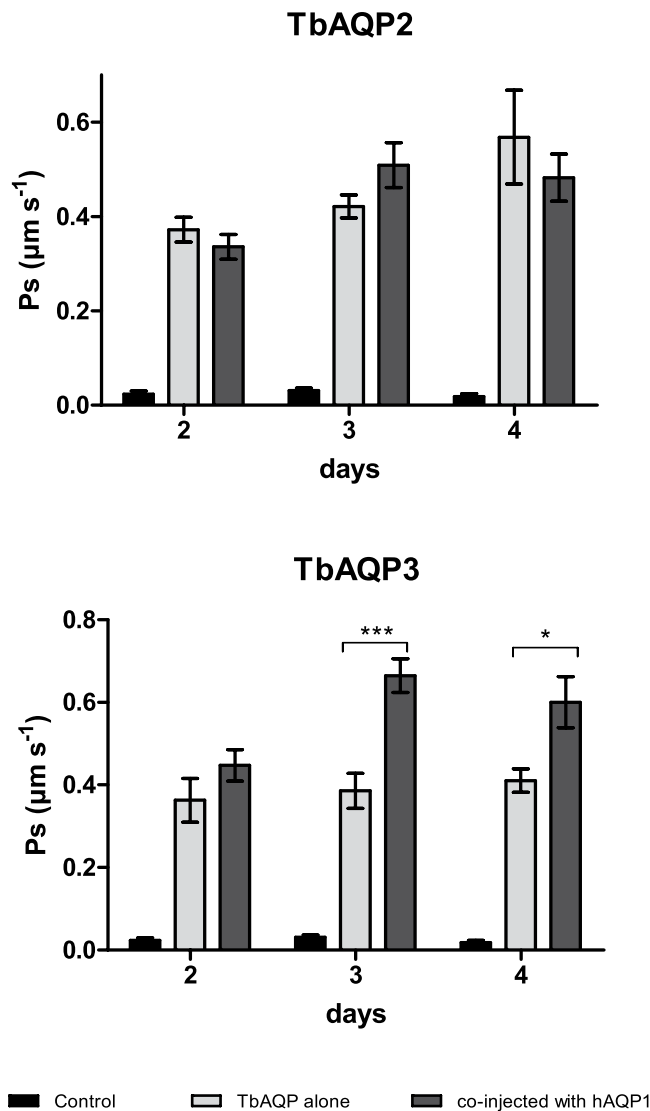 TbAQP2
Ps (µm s-1)
0.6
0.4
0.2
0.0
2 3 4
days
TbAQP3
Ps (µm s-1)
0.8
0.6
0.4
0.2
0.0
*** *
2 3 4
days
Control TbAQP alone co-injected with hAQP1